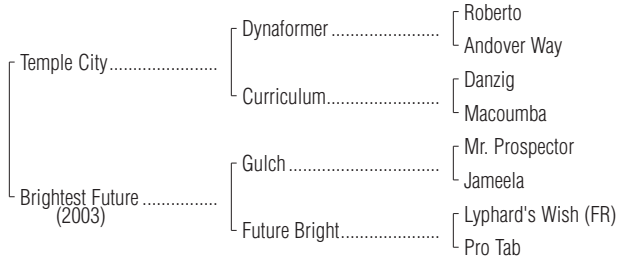 Roberto
Dynaformer
Andover Way
Temple City
Danzig
Curriculum
Macoumba
Mr. Prospector
Gulch
Jameela
Brightest Future
(2003)
Lyphard's Wish (FR)
Future Bright
Pro Tab